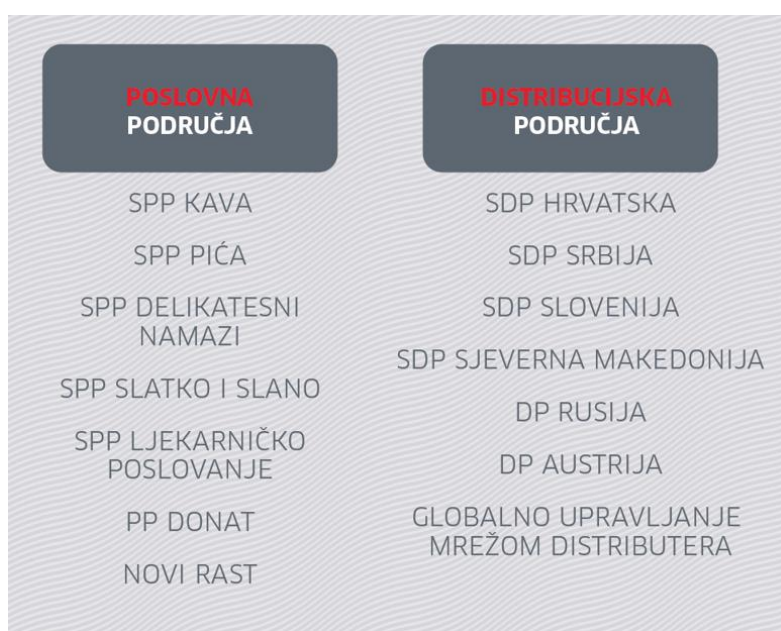 POSLOVNA
PODRUČJA
SPP KAVA
SPP PIĆA
SPP DELIKATESNI
NAMAZI
SPP SLATKO I SLANO
SPP LJEKARNIČKO
POSLOVANJE
PP DONAT
NOVI RAST
DISTRIBUCIJSKA
PODRUČJA
SDP HRVATSKA
SDP SRBIJA
SDP SLOVENIJA
SDP SJEVERNA MAKEDONIJA
DP RUSIJA
DP AUSTRIJA
GLOBALNO UPRAVLJANJE
MREŽOM DISTRIBUTERA